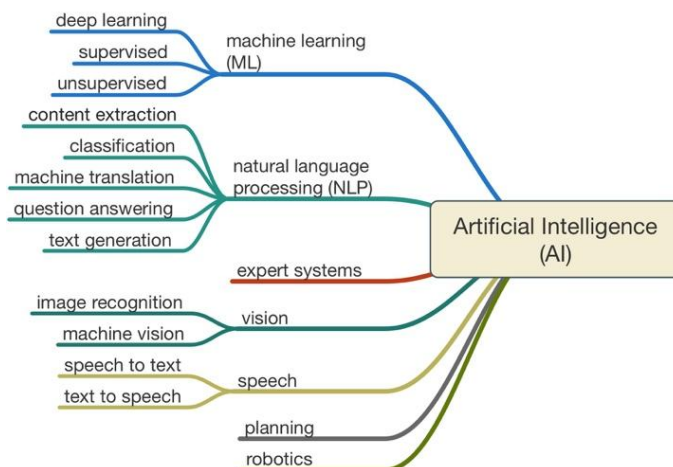 deep learning
supervised
unsupervised
machine learning
(ML)
content extraction
classification
machine translation
question answering
text generation
natural language
processing (NLP)
expert systems
image recognition
machine vision
vision
speech to text
text to speech
speech
planning
robotics
Artificial Intelligence
(AI)